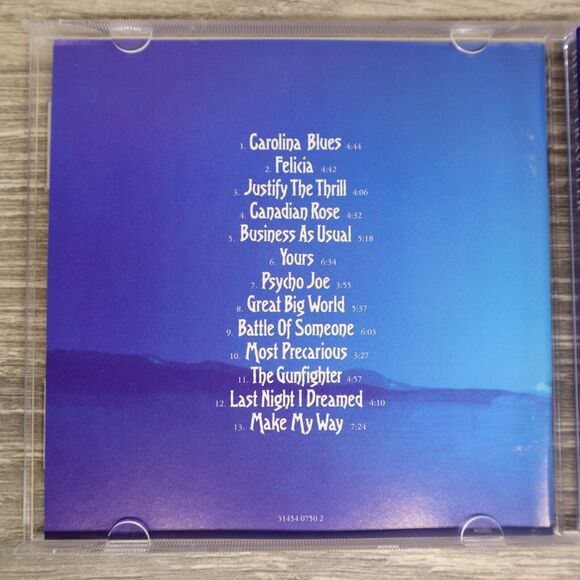 1. Carolina Blues 4:44
2. Felicia 4:42
3. Justify The Thrill 4:06
4. Canadian Rose 4:32
5. Business As Usual 5:18
6. Yours 6:34
7. Psycho Joe 3:55
8. Great Big World 5:37
9. Battle Of Someone 6:03
10. Most Precarious 3:27
11. The Gunfighter 4:57
12. Last Night I Dreamed 4:10
13. Make My Way 7:24
31454 0750 2